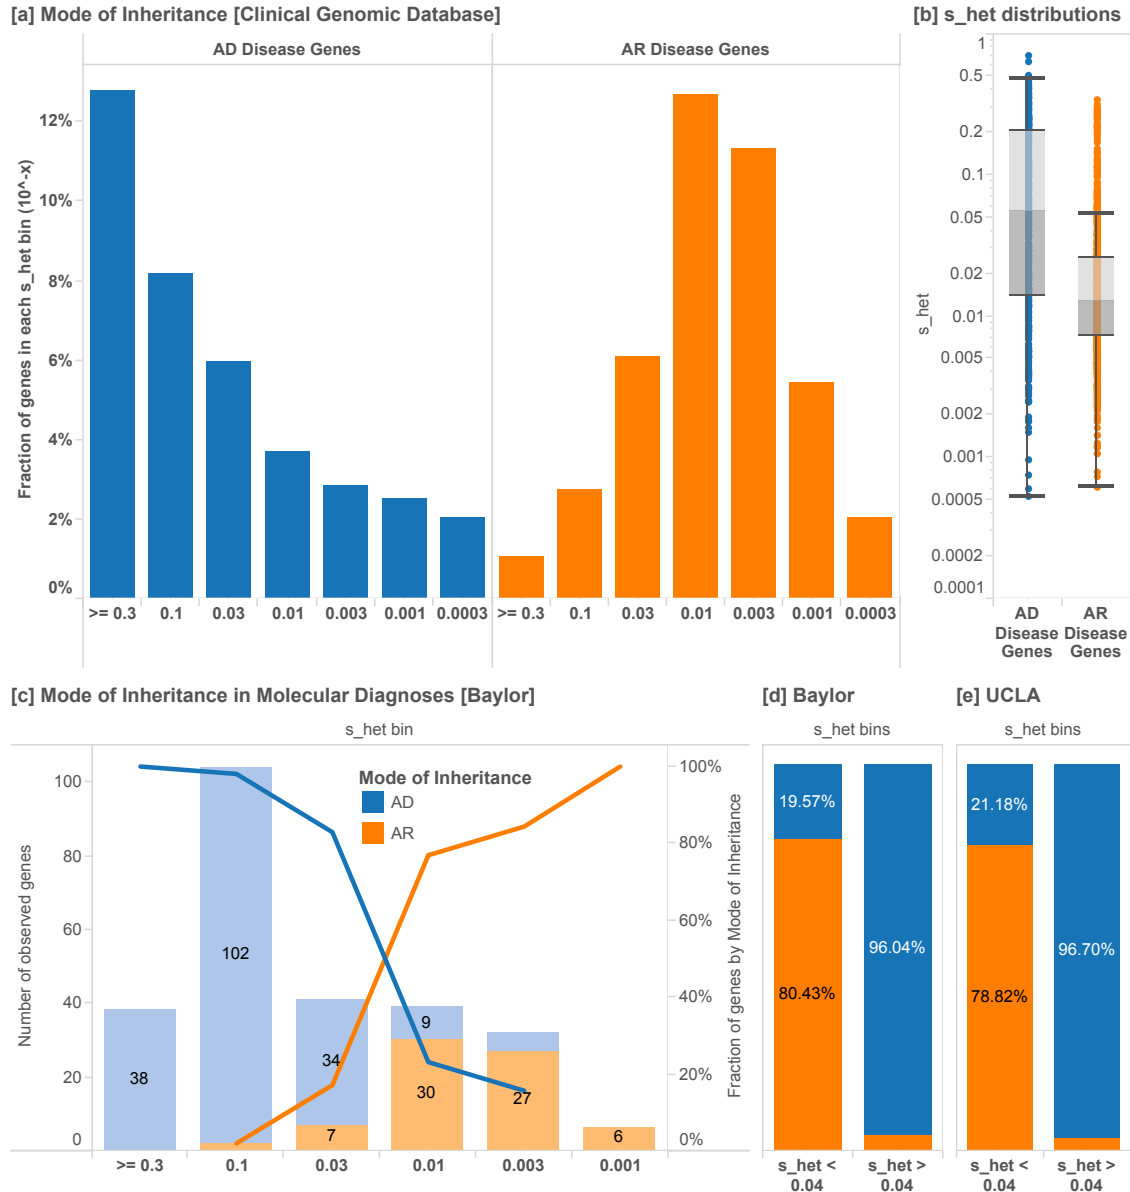 [a] Mode of Inheritance [Clinical Genomic Database]
AD Disease Genes
AR Disease Genes
Fraction of genes in each s_het bin (10^-x)
12%
10%
8%
6%
4%
2%
0%
>= 0.3 0.1 0.03 0.01 0.003 0.001 0.0003
>= 0.3 0.1 0.03 0.01 0.003 0.001 0.0003
[b] s_het distributions
s_het
1
0.5
0.2
0.1
0.05
0.02
0.01
0.005
0.002
0.001
0.0005
0.0002
0.0001
AD
Disease
Genes
AR
Disease
Genes
[c] Mode of Inheritance in Molecular Diagnoses [Baylor]
s_het bin
Number of observed genes
100
80
60
40
20
0
Mode of Inheritance
AD
AR
38
102
34
7
9
30
27
6
100%
80%
60%
40%
20%
0%
Fraction of genes by Mode of Inheritance
>= 0.3 0.1 0.03 0.01 0.003 0.001
[d] Baylor
s_het bins
19.57%
80.43%
96.04%
s_het <
0.04
s_het >
0.04
[e] UCLA
s_het bins
21.18%
78.82%
96.70%
s_het <
0.04
s_het >
0.04